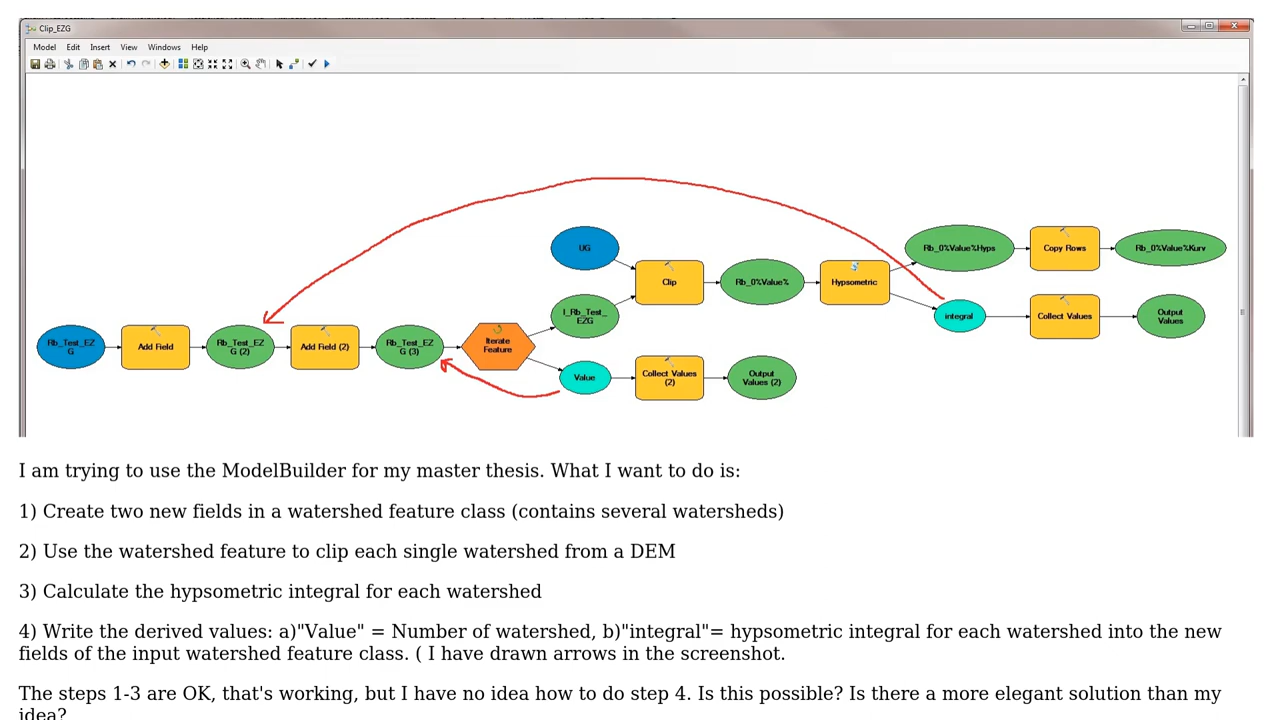 Clip_EZG
Model Edit Insert View Windows Help
UG
Rb_0%Value%Hyps
Copy Rows
Rb_0%Value%Kurv
Clip
Rb_0%Value%
Hypsometric
I_Rb_Test_
EZG
integral
Collect Values
Output
Values
Rb_Test_EZ
G
Add Field
Rb_Test_EZ
G (2)
Add Field (2)
Rb_Test_EZ
G (3)
Iterate
Feature
Value
Collect Values
(2)
Output
Values (2)
I am trying to use the ModelBuilder for my master thesis. What I want to do is:
1) Create two new fields in a watershed feature class (contains several watersheds)
2) Use the watershed feature to clip each single watershed from a DEM
3) Calculate the hypsometric integral for each watershed
4) Write the derived values: a)"Value" = Number of watershed, b)"integral"= hypsometric integral for each watershed into the new
fields of the input watershed feature class. ( I have drawn arrows in the screenshot.
The steps 1-3 are OK, that's working, but I have no idea how to do step 4. Is this possible? Is there a more elegant solution than my
idea?